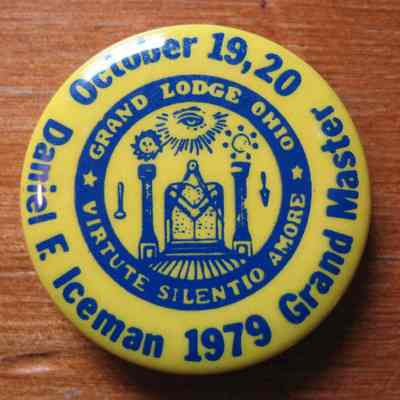 October 19, 20
Daniel F. Iceman 1979 Grand Master
GRAND LODGE OHIO
VIRTUTE SILENTIO AMORE